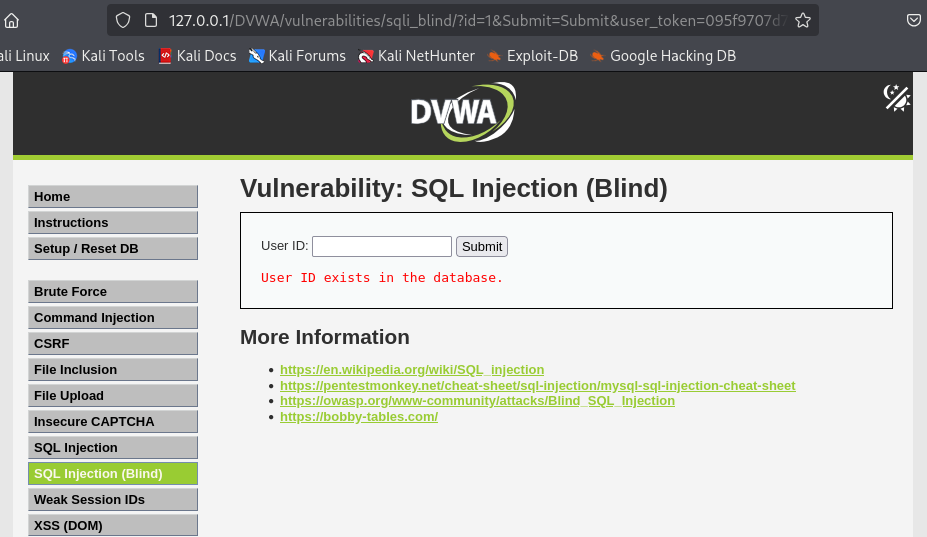 127.0.0.1/DVWA/vulnerabilities/sqli_blind/?id=1&Submit=Submit&user_token=095f9707d7
ali Linux Kali Tools Kali Docs Kali Forums Kali NetHunter Exploit-DB Google Hacking DB
DVWA
Home
Instructions
Setup / Reset DB
Brute Force
Command Injection
CSRF
File Inclusion
File Upload
Insecure CAPTCHA
SQL Injection
SQL Injection (Blind)
Weak Session IDs
XSS (DOM)
Vulnerability: SQL Injection (Blind)
User ID: Submit
User ID exists in the database.
More Information
https://en.wikipedia.org/wiki/SQL_injection
https://pentestmonkey.net/cheat-sheet/sql-injection/mysql-sql-injection-cheat-sheet
https://owasp.org/www-community/attacks/Blind_SQL_Injection
https://bobby-tables.com/